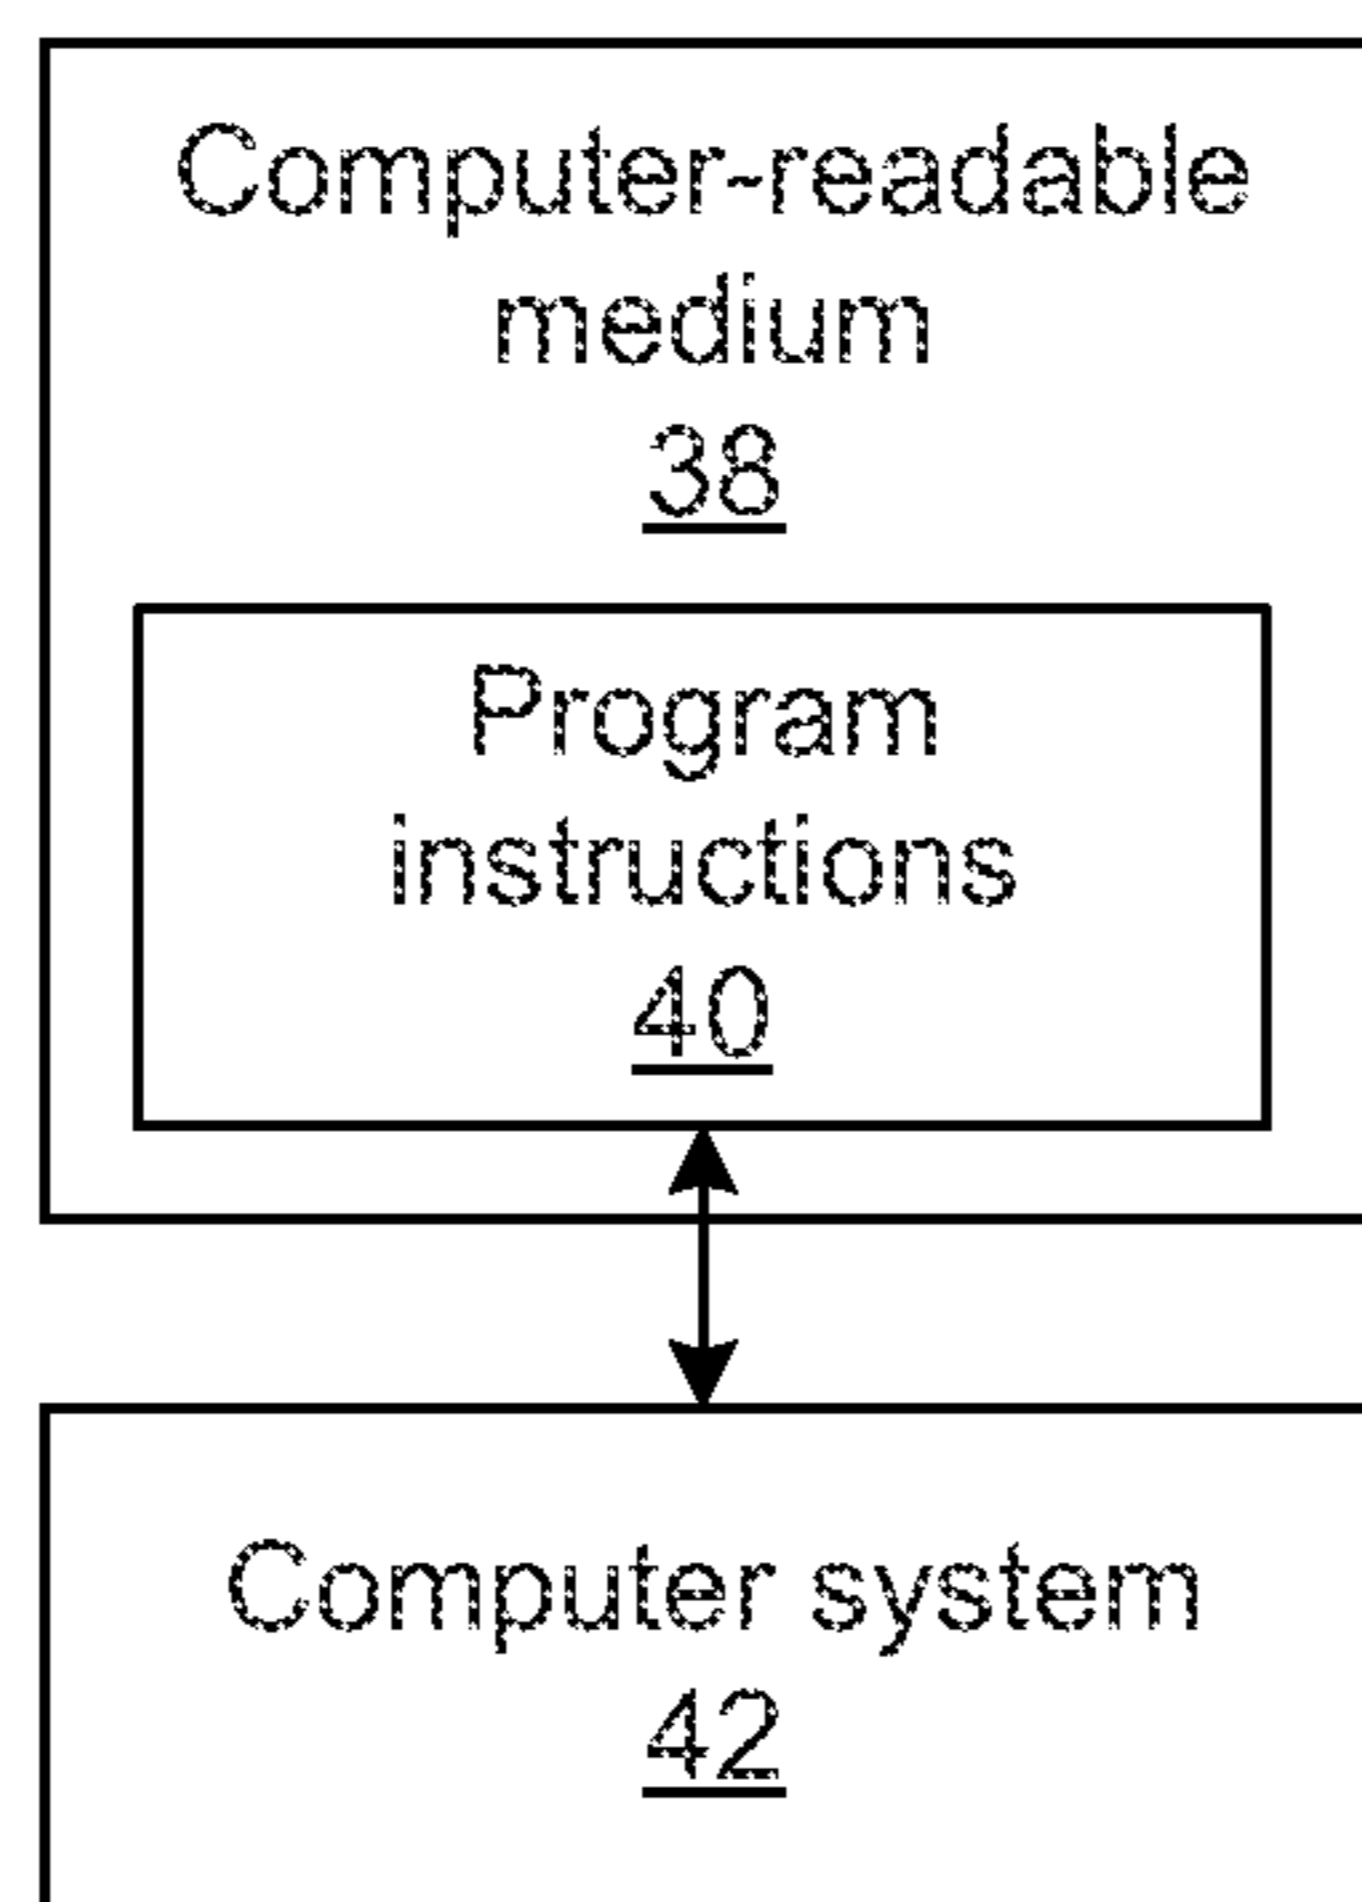 Computer-readable
medium
38
Program
instructions
40
Computer system
42